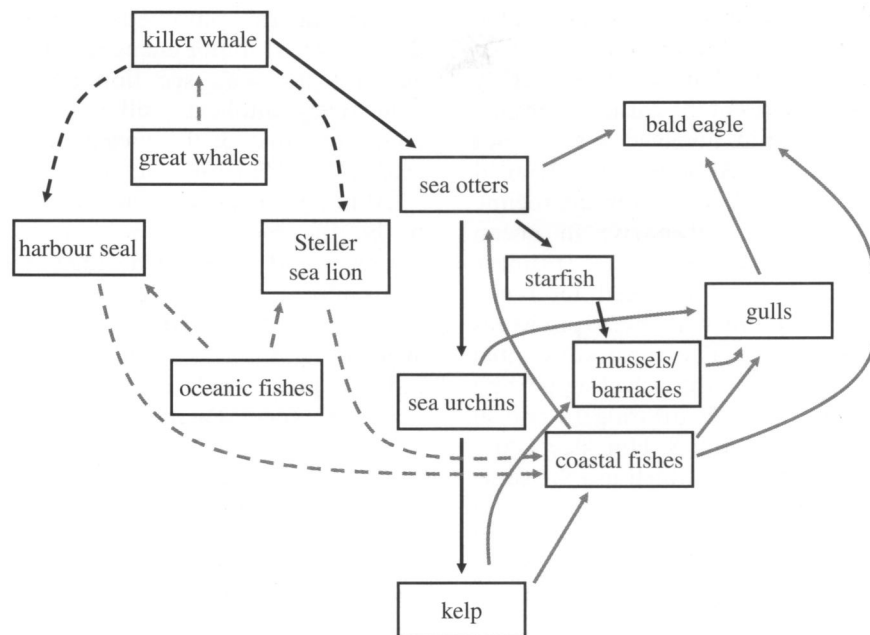 killer whale
bald eagle
great whales
sea otters
harbour seal
Steller
sea lion
starfish
gulls
mussels/
barnacles
oceanic fishes
sea urchins
coastal fishes
kelp